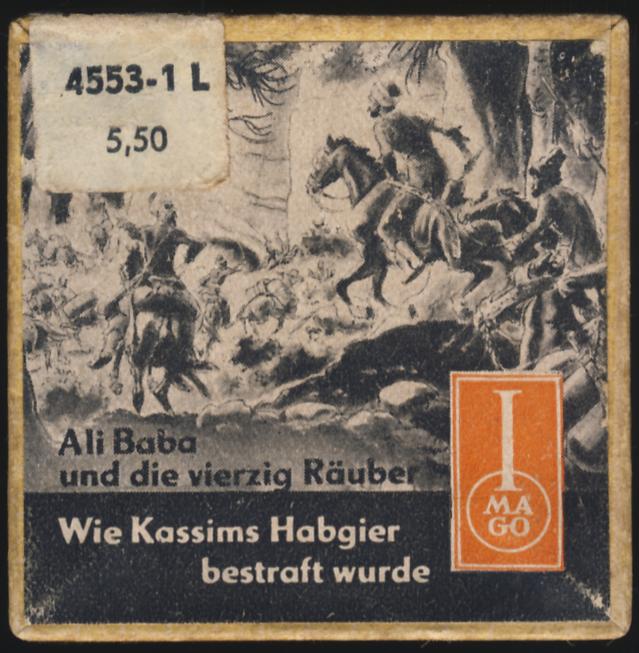 4553-1 L
5,50
Ali Baba
und die vierzig Räuber
Wie Kassims Habgier
bestraft wurde
I
MA
GO